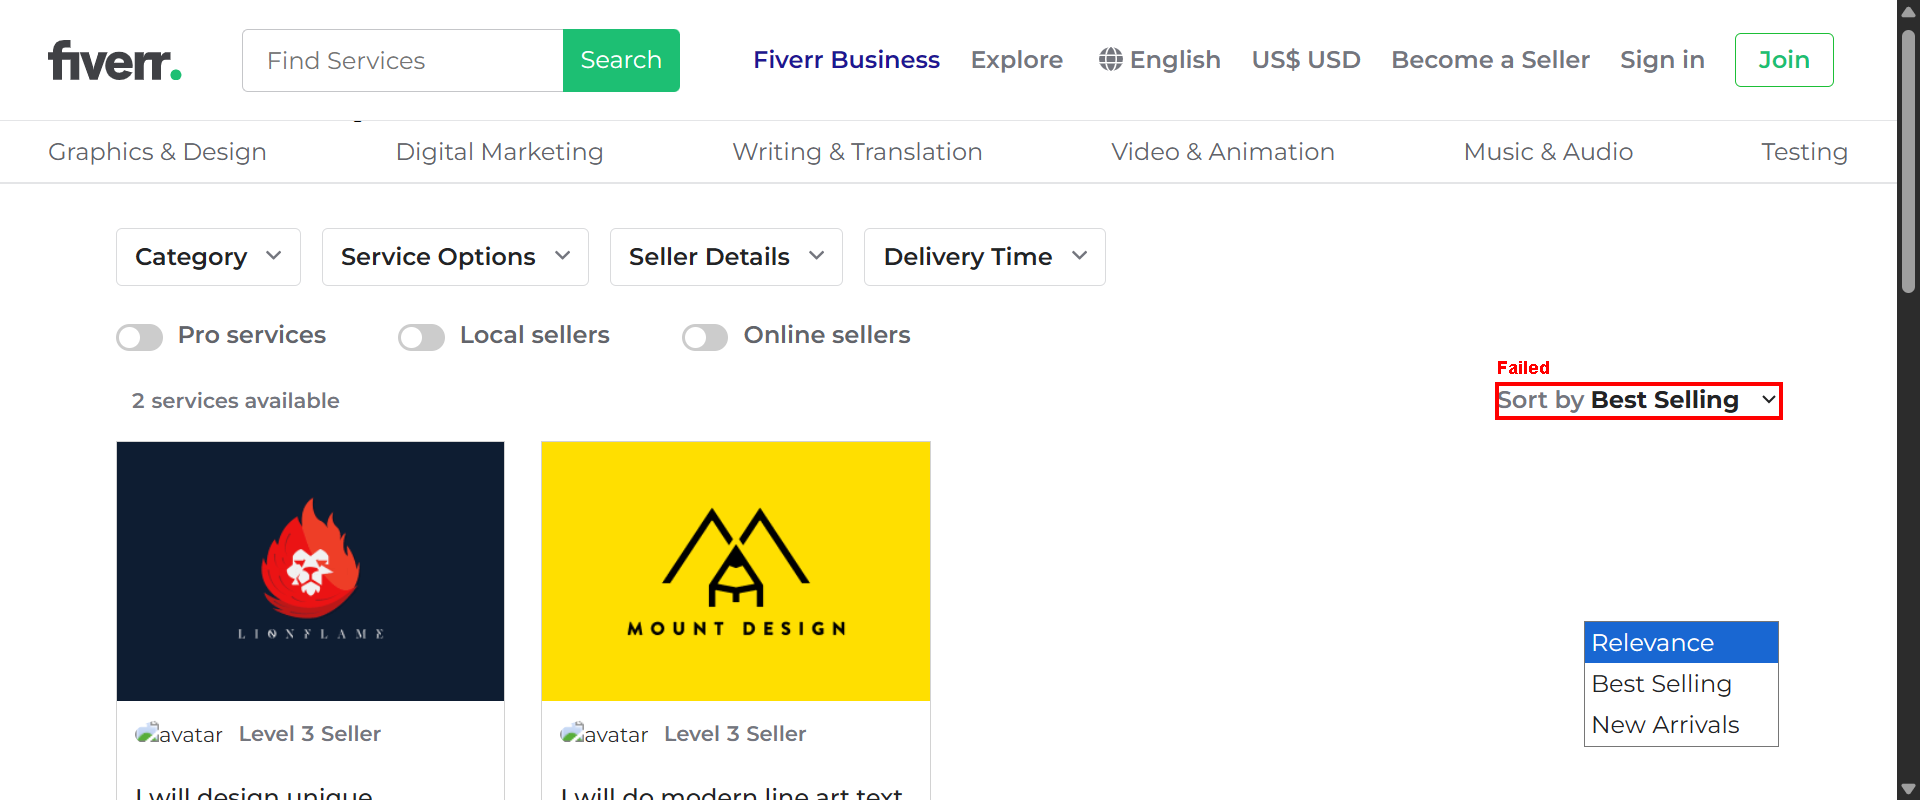 fiverr.
Find Services
Search
Fiverr Business
Explore
English
US$ USD
Become a Seller
Sign in
Join
Graphics & Design
Digital Marketing
Writing & Translation
Video & Animation
Music & Audio
Testing
Category
Service Options
Seller Details
Delivery Time
Pro services
Local sellers
Online sellers
Failed
2 services available
Sort by Best Selling
LIONFLAME
MOUNT DESIGN
Relevance
Best Selling
New Arrivals
avatar Level 3 Seller
avatar Level 3 Seller
I will design unique
I will do modern line art text